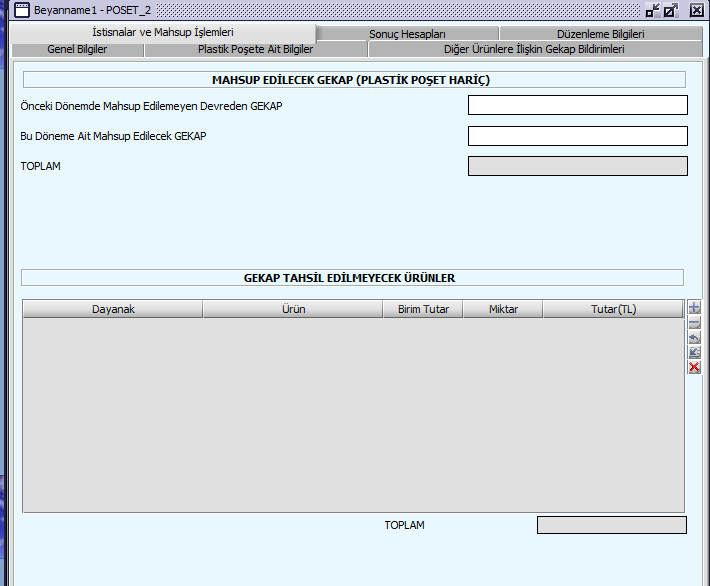 Beyanname1 - POSET_2
İstisnalar ve Mahsup İşlemleri
Sonuç Hesapları
Düzenleme Bilgileri
Genel Bilgiler
Plastik Poşete Ait Bilgiler
Diğer Ürünlere İlişkin Gekap Bildirimleri
MAHSUP EDİLECEK GEKAP (PLASTİK POŞET HARİÇ)
Önceki Dönemde Mahsup Edilemeyen Devreden GEKAP
Bu Döneme Ait Mahsup Edilecek GEKAP
TOPLAM
GEKAP TAHSİL EDİLMEYECEK ÜRÜNLER
Dayanak
Ürün
Birim Tutar
Miktar
Tutar(TL)
TOPLAM